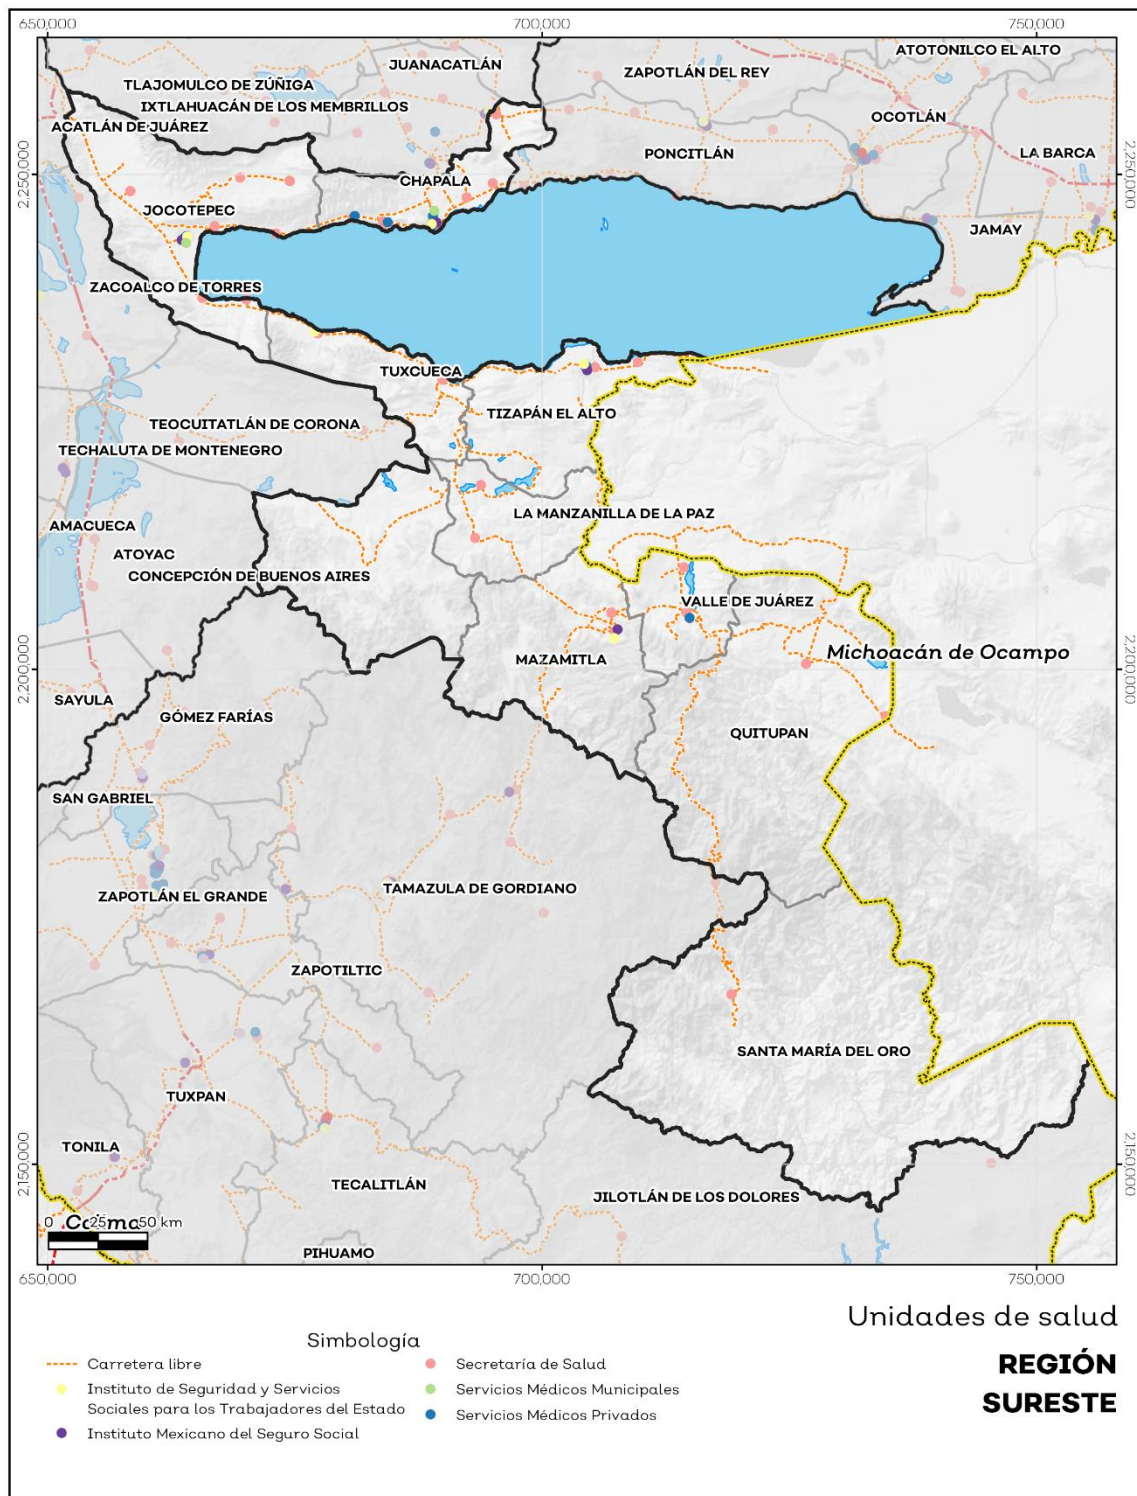 650,000
700,000
750,000
ATOTONILCO EL ALTO
JUANACATLÁN
ZAPOTLÁN DEL REY
TLAJOMULCO DE ZÚÑIGA
IXTLAHUACÁN DE LOS MEMBRILLOS
OCOTLÁN
ACATLÁN DE JUÁREZ
PONCITLÁN
LA BARCA
2,250,000
2,250,000
CHAPALA
JOCOTEPEC
JAMAY
ZACOALCO DE TORRES
TUXCUECA
TIZAPÁN EL ALTO
TEOCUITATLÁN DE CORONA
TECHALUTA DE MONTENEGRO
LA MANZANILLA DE LA PAZ
AMACUECA
ATOYAC
CONCEPCIÓN DE BUENOS AIRES
VALLE DE JUÁREZ
Michoacán de Ocampo
MAZAMITLA
2,200,000
2,200,000
SAYULA
GÓMEZ FARÍAS
QUITUPAN
SAN GABRIEL
TAMAZULA DE GORDIANO
ZAPOTLÁN EL GRANDE
ZAPOTILTIC
SANTA MARÍA DEL ORO
TUXPAN
TONILA
2,150,000
2,150,000
TECALITLÁN
JILOTLÁN DE LOS DOLORES
Colima
0 25 50 km
PIHUAMO
650,000
700,000
750,000
Unidades de salud
REGIÓN
SURESTE
Simbología
Carretera libre
Instituto de Seguridad y Servicios
Sociales para los Trabajadores del Estado
Instituto Mexicano del Seguro Social
Secretaría de Salud
Servicios Médicos Municipales
Servicios Médicos Privados